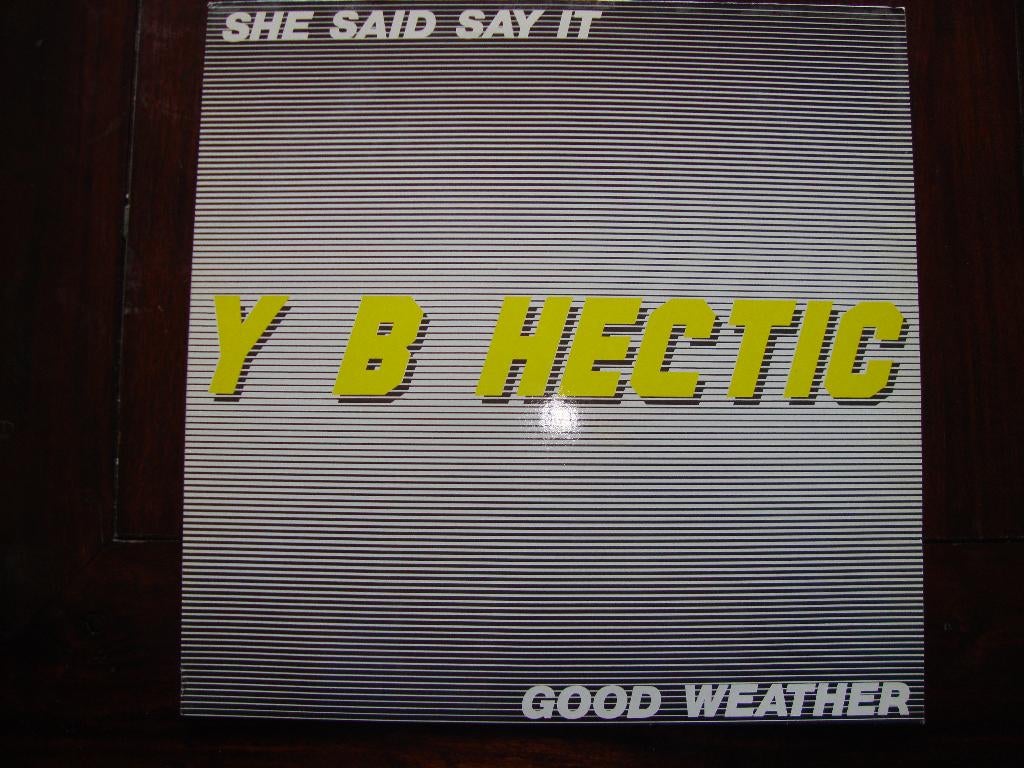 SHE SAID SAY IT
Y B HECTIC
GOOD WEATHER